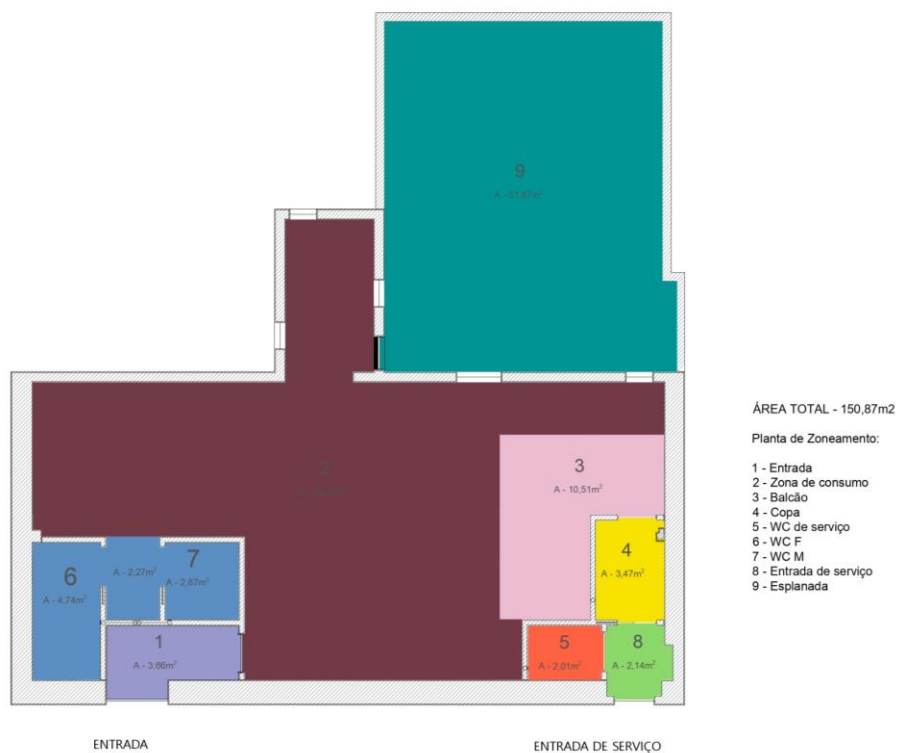 9
A - 51,57m²
2
3
A - 10,51m²
ÁREA TOTAL - 150,87m2
Planta de Zoneamento:
1 - Entrada
2 - Zona de consumo
3 - Balcão
4 - Copa
5 - WC de serviço
6 - WC F
7 - WC M
8 - Entrada de serviço
9 - Esplanada
6
A - 4,74m²
A - 2,27m²
7
A - 2,87m²
4
A - 3,47m²
1
A - 3,66m²
5
A - 2,01m²
8
A - 2,14m²
ENTRADA
ENTRADA DE SERVIÇO